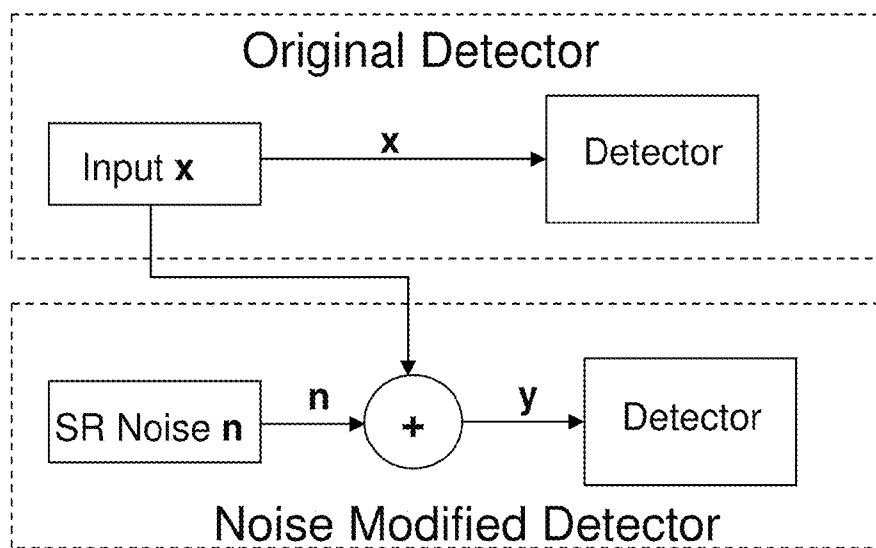 Original Detector
x
Input x
Detector
n
y
SR Noise n
+
Detector
Noise Modified Detector